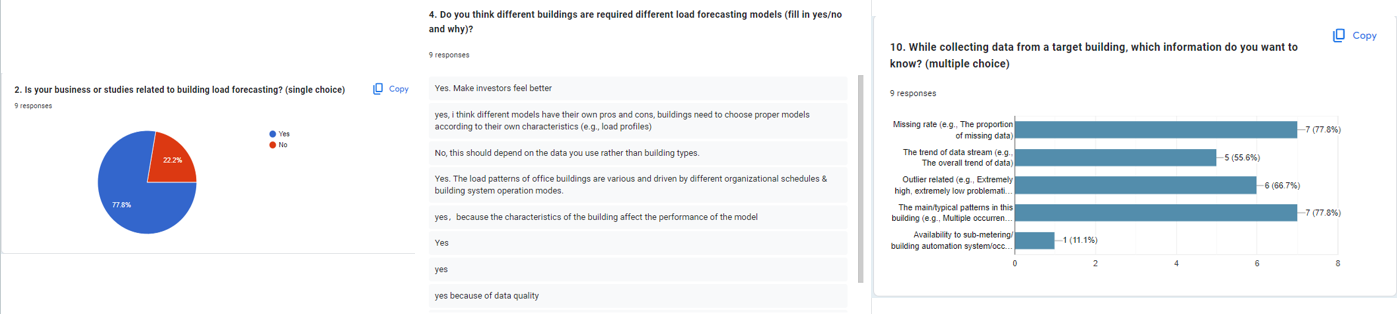 2. Is your business or studies related to building load forecasting? (single choice)
Copy
9 responses
Yes
No
22.2%
77.8%
4. Do you think different buildings are required different load forecasting models (fill in yes/no
and why)?
9 responses
Yes. Make investors feel better
yes, i think different models have their own pros and cons, buildings need to choose proper models
according to their own characteristics (e.g., load profiles)
No, this should depend on the data you use rather than building types.
Yes. The load patterns of office buildings are various and driven by different organizational schedules &
building system operation modes.
yes，because the characteristics of the building affect the performance of the model
Yes
yes
yes because of data quality
Copy
10. While collecting data from a target building, which information do you want to
know? (multiple choice)
9 responses
Missing rate (e.g., The proportion
of missing data)
7 (77.8%)
The trend of data stream (e.g.,
The overall trend of data)
5 (55.6%)
Outlier related (e.g., Extremely
high, extremely low problemati...
6 (66.7%)
The main/typical patterns in this
building (e.g., Multiple occurren...
7 (77.8%)
Availability to sub-metering/
building automation system/occ...
1 (11.1%)
0
2
4
6
8